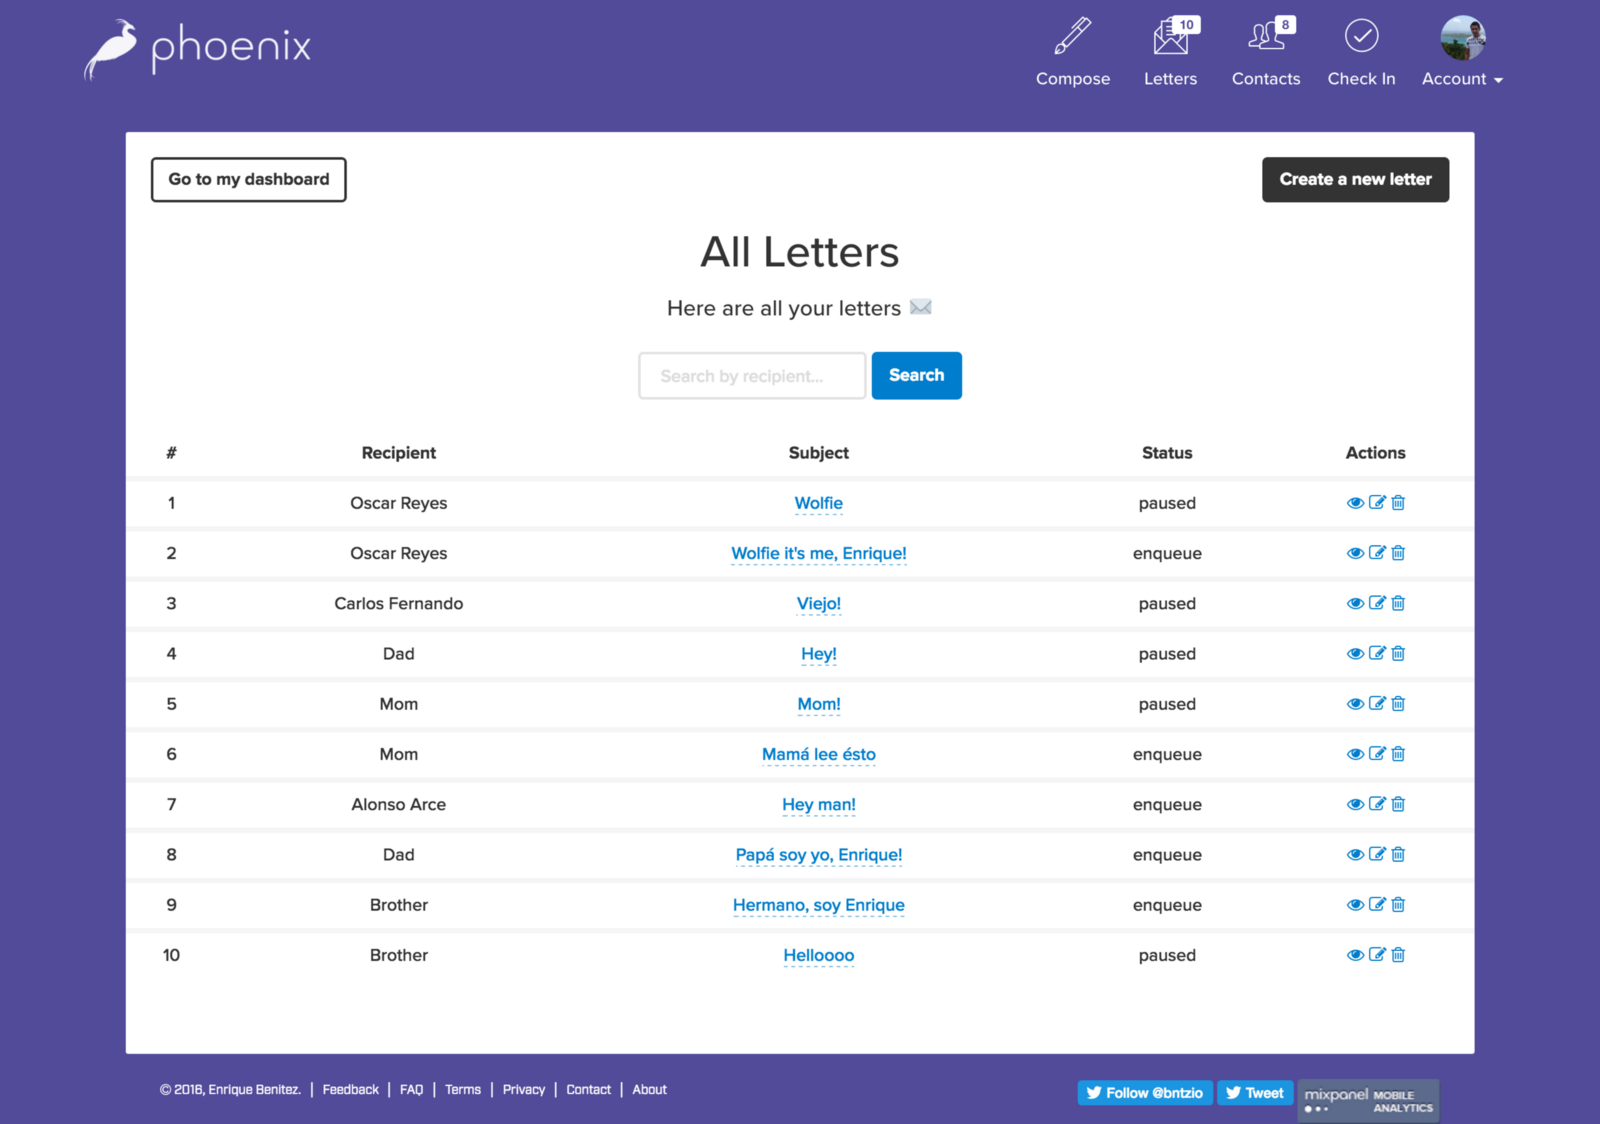 phoenix
10
8
Compose Letters Contacts Check In Account
Go to my dashboard
Create a new letter
All Letters
Here are all your letters
Search by recipient... Search
# Recipient Subject Status Actions
1 Oscar Reyes Wolfie paused
2 Oscar Reyes Wolfie it's me, Enrique! enqueue
3 Carlos Fernando Viejo! paused
4 Dad Hey! paused
5 Mom Mom! paused
6 Mom Mamá lee ésto enqueue
7 Alonso Arce Hey man! enqueue
8 Dad Papá soy yo, Enrique! enqueue
9 Brother Hermano, soy Enrique enqueue
10 Brother Helloooo paused
© 2016, Enrique Benitez. | Feedback | FAQ | Terms | Privacy | Contact | About
Follow @bntzio Tweet
mixpanel MOBILE
ANALYTICS